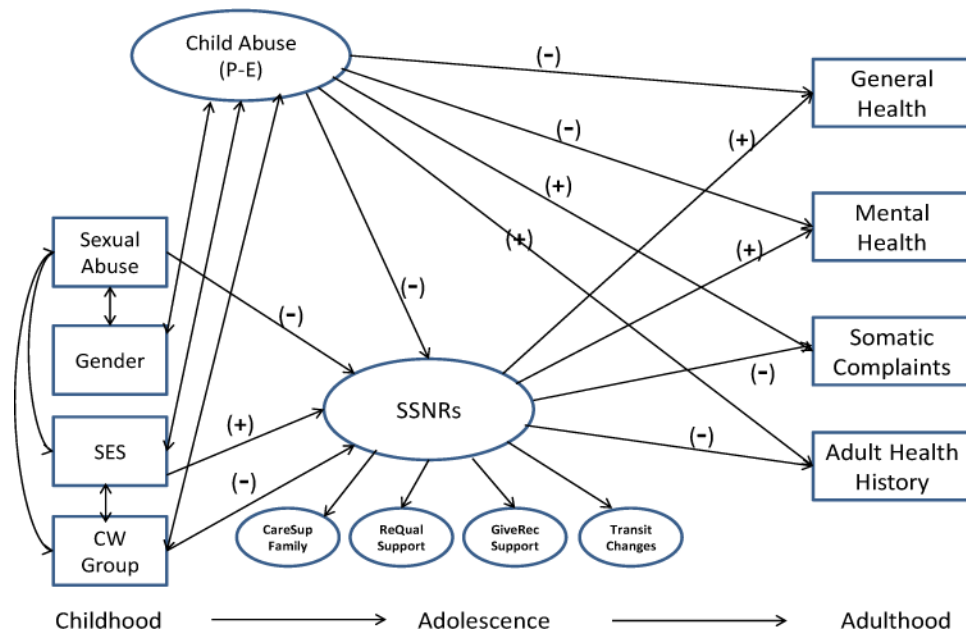 Child Abuse
(P-E)
(-)
General
Health
(-)
(+)
(+)
Mental
Health
Sexual
Abuse
(+)
(+)
(-)
(-)
Gender
Somatic
Complaints
(-)
SSNRs
SES
(+)
(-)
Adult Health
History
(-)
CW
Group
CareSup
Family
ReQual
Support
GiveRec
Support
Transit
Changes
Childhood
Adolescence
Adulthood